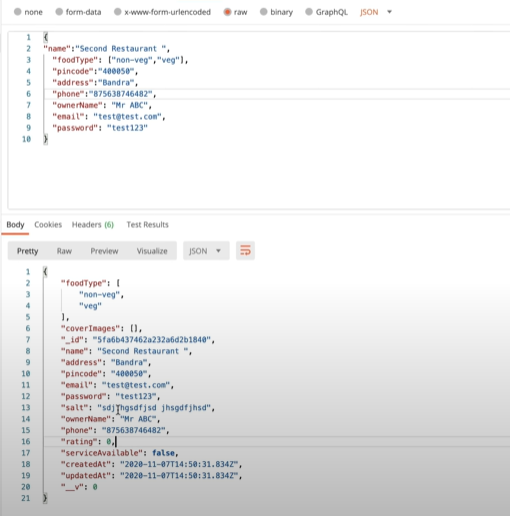 none form-data x-www-form-urlencoded raw binary GraphQL JSON
1 {
2 "name":"Second Restaurant ",
3 "foodType": ["non-veg","veg"],
4 "pincode":"400050",
5 "address":"Bandra",
6 "phone":"875638746482",
7 "ownerName": "Mr ABC",
8 "email": "test@test.com",
9 "password": "test123"
10 }
Body Cookies Headers (6) Test Results
Pretty Raw Preview Visualize JSON
1 {
2 "foodType": [
3 "non-veg",
4 "veg"
5 ],
6 "coverImages": [],
7 "_id": "5fa6b437462a232a6d2b1840",
8 "name": "Second Restaurant ",
9 "address": "Bandra",
10 "pincode": "400050",
11 "email": "test@test.com",
12 "password": "test123",
13 "salt": "sdjfhgsdfjsd jhsgdfjhsd",
14 "ownerName": "Mr ABC",
15 "phone": "875638746482",
16 "rating": 0,
17 "serviceAvailable": false,
18 "createdAt": "2020-11-07T14:50:31.834Z",
19 "updatedAt": "2020-11-07T14:50:31.834Z",
20 "__v": 0
21 }